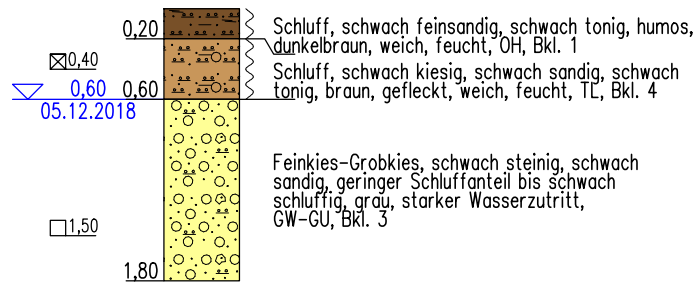 0,20
Schluff, schwach feinsandig, schwach tonig, humos,
dunkelbraun, weich, feucht, OH, Bkl. 1
0,40
Schluff, schwach kiesig, schwach sandig, schwach
tonig, braun, gefleckt, weich, feucht, TL, Bkl. 4
0,60 0,60
05.12.2018
Feinkies-Grobkies, schwach steinig, schwach
sandig, geringer Schluffanteil bis schwach
schluffig, grau, starker Wasserzutritt,
GW-GU, Bkl. 3
1,50
1,80